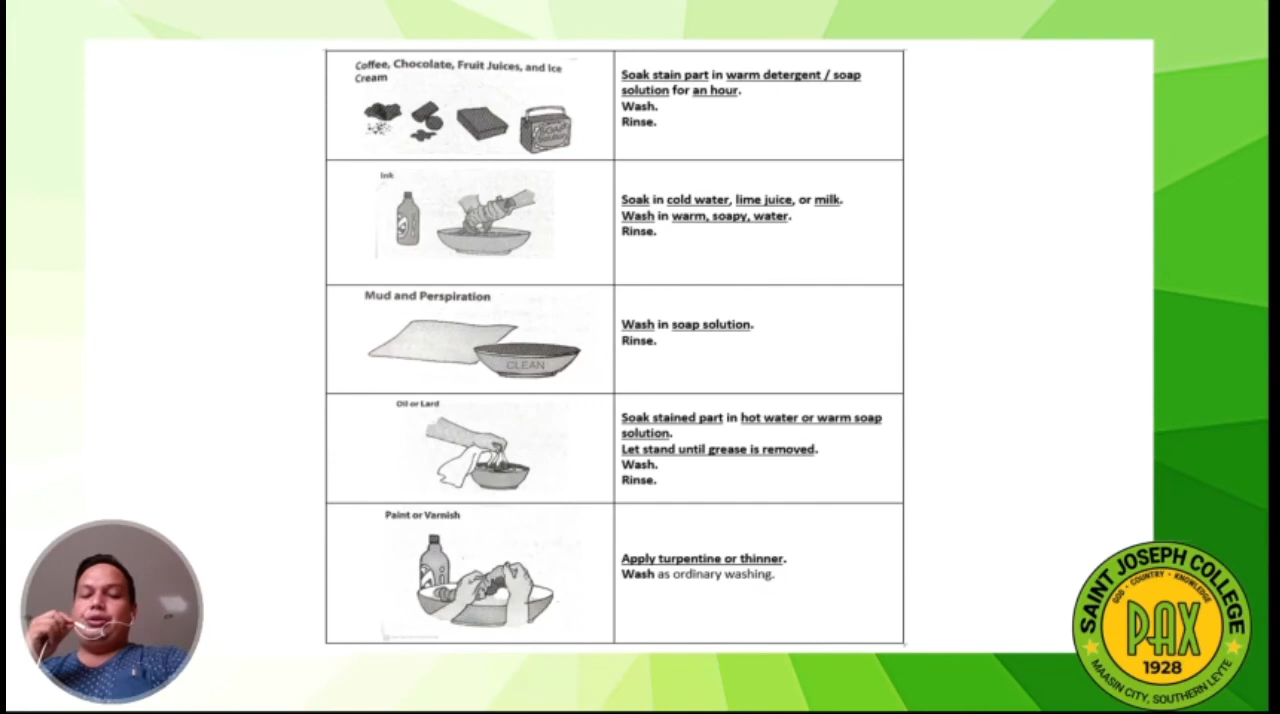 Coffee, Chocolate, Fruit Juices, and Ice
Cream
SOAP
Solution
Soak stain part in warm detergent / soap
solution for an hour.
Wash.
Rinse.
Ink
Soak in cold water, lime juice, or milk.
Wash in warm, soapy, water.
Rinse.
Mud and Perspiration
CLEAN
Wash in soap solution.
Rinse.
Oil or Lard
Soak stained part in hot water or warm soap
solution.
Let stand until grease is removed.
Wash.
Rinse.
Paint or Varnish
Apply turpentine or thinner.
Wash as ordinary washing.
SAINT JOSEPH COLLEGE
GOD · COUNTRY · KNOWLEDGE
PAX
1928
MAASIN CITY, SOUTHERN LEYTE